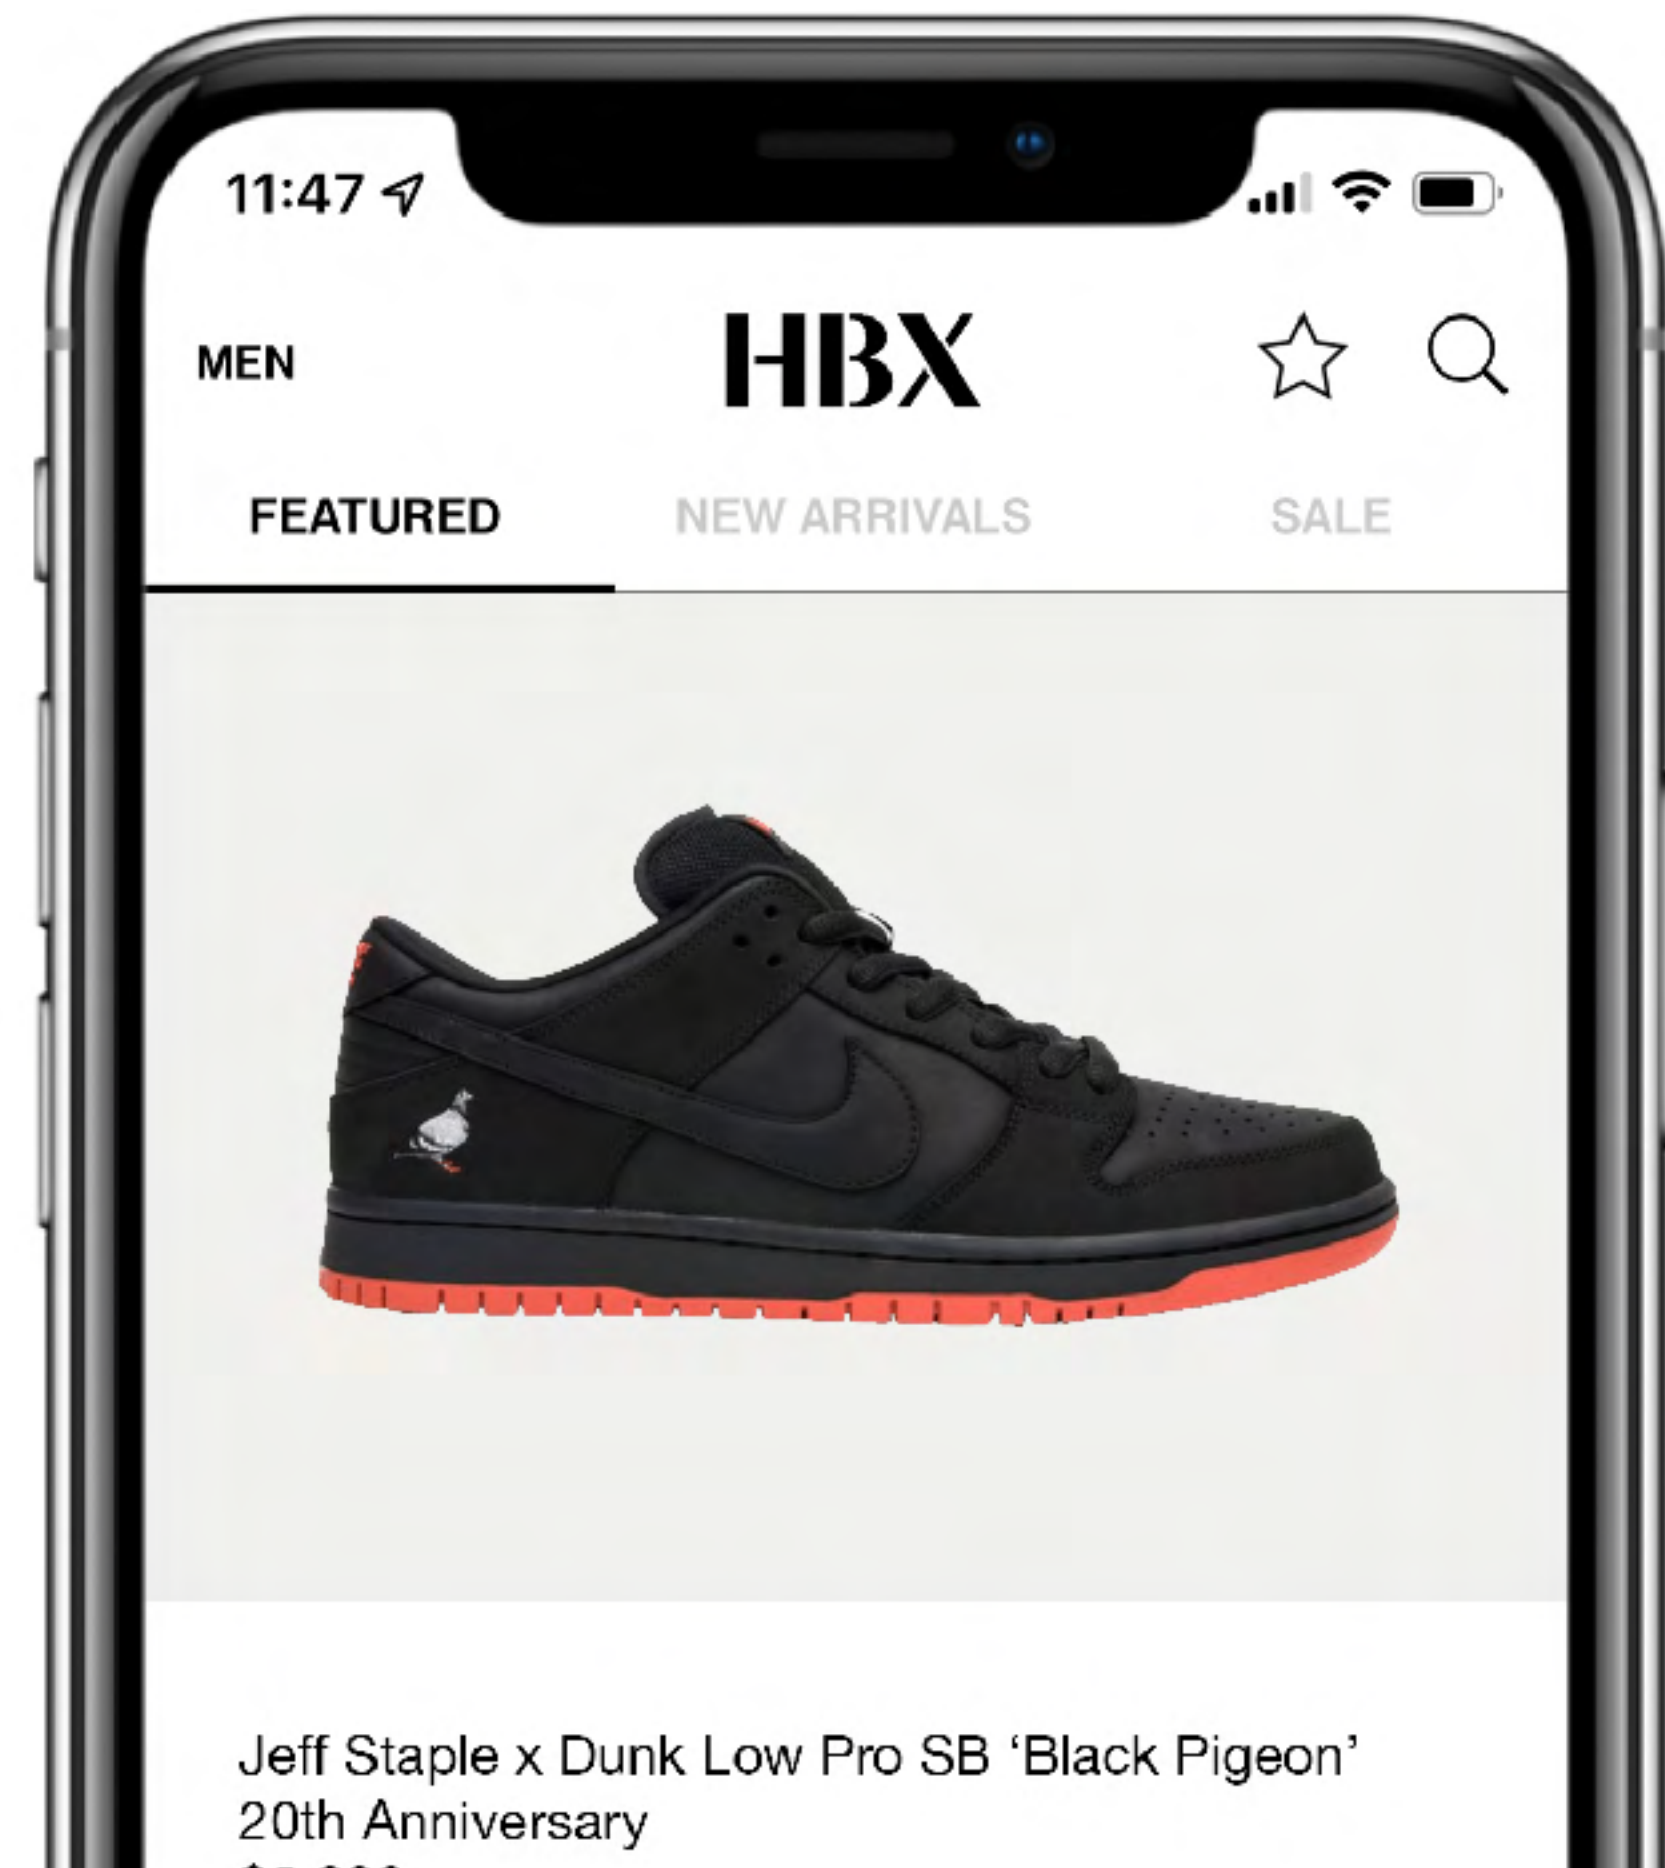 11:47
MEN
HBX
FEATURED
NEW ARRIVALS
SALE
Jeff Staple x Dunk Low Pro SB ‘Black Pigeon’
20th Anniversary